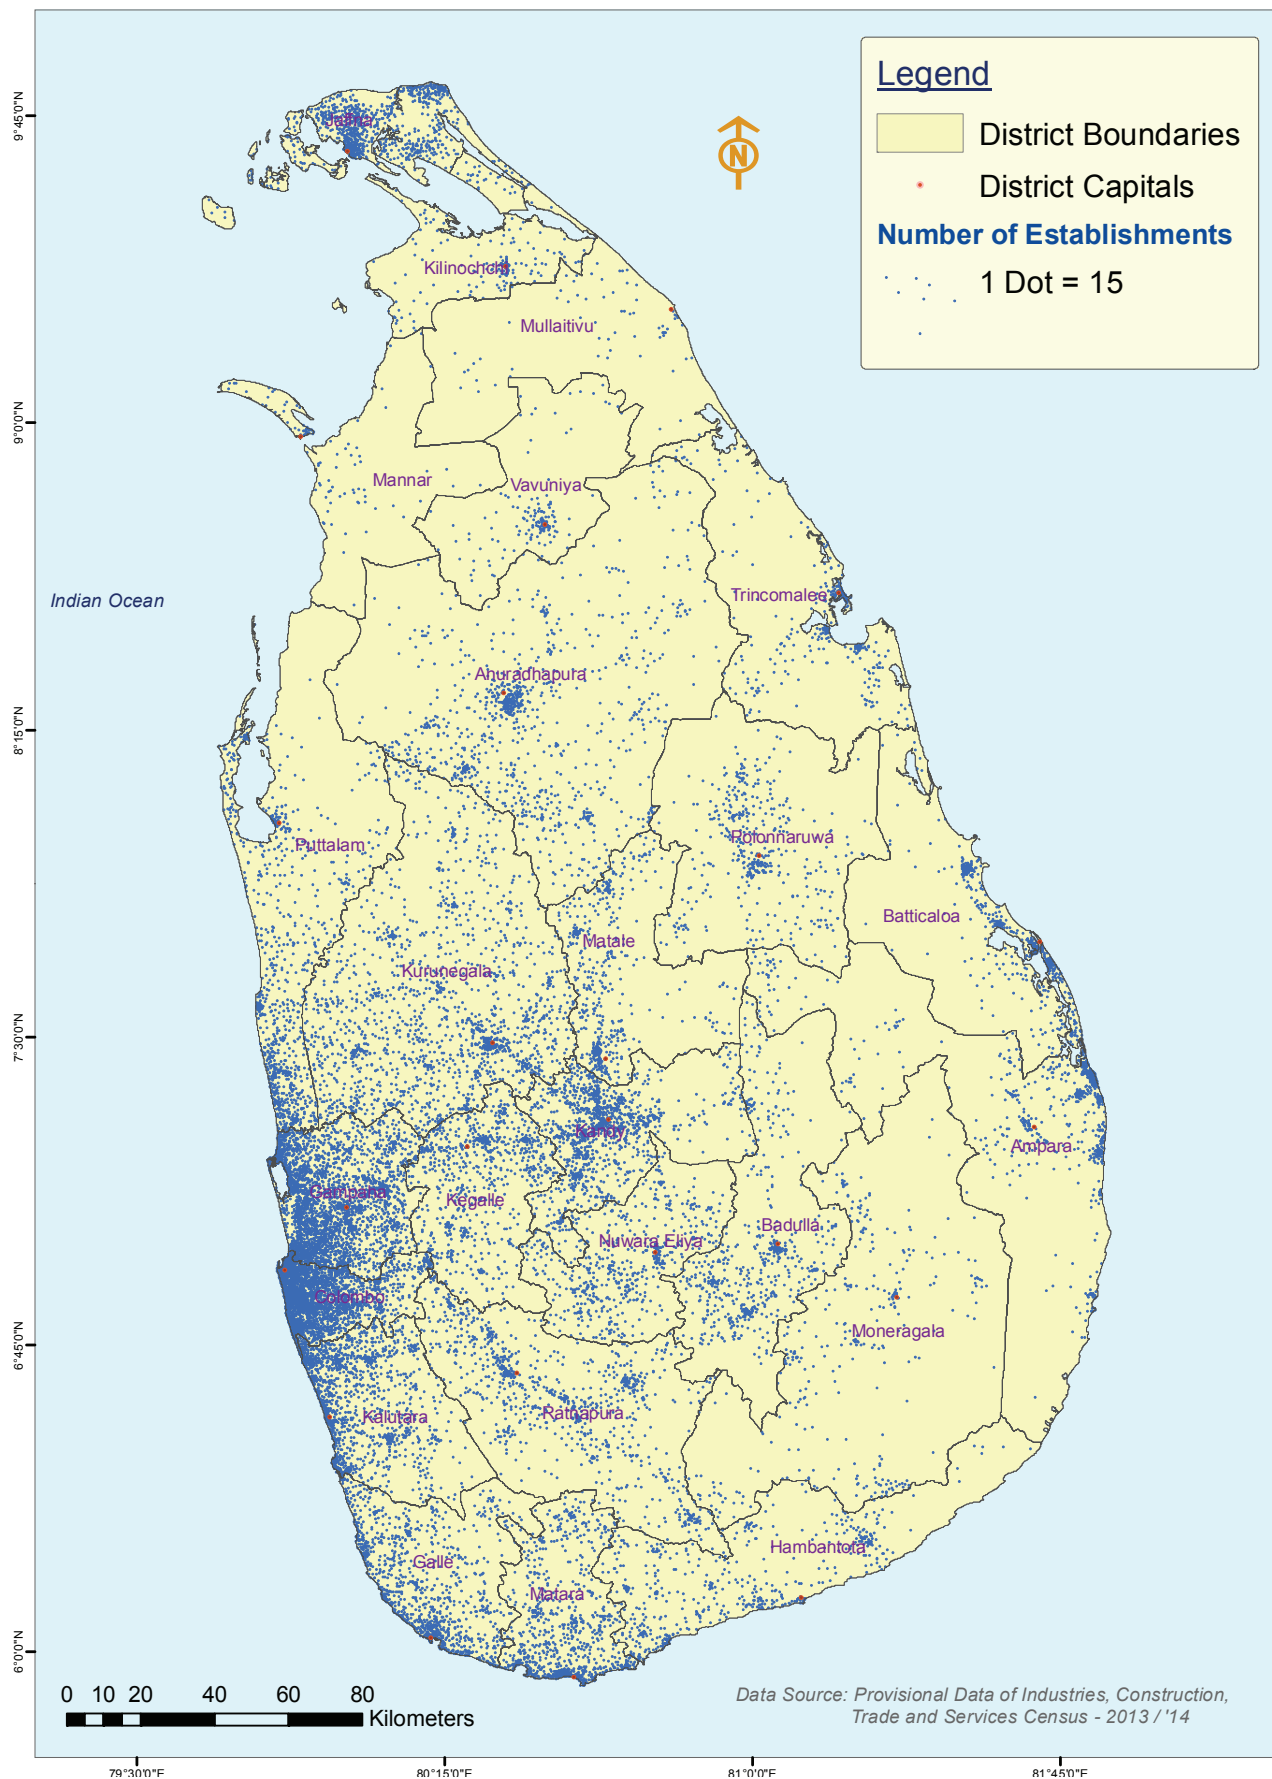 Legend
District Boundaries
District Capitals
Number of Establishments
1 Dot = 15
9°45'0"N
9°0'0"N
8°15'0"N
7°30'0"N
6°45'0"N
6°0'0"N
Jaffna
Kilinochchi
Mullaitivu
Mannar
Vavuniya
Indian Ocean
Trincomalee
Anuradhapura
Puttalam
Polonnaruwa
Batticaloa
Matale
Kurunegala
Kandy
Ampara
Gampaha
Kegalle
Badulla
Nuwara Eliya
Colombo
Moneragala
Kalutara
Ratnapura
Hambantota
Galle
Matara
0 10 20 40 60 80
Kilometers
Data Source: Provisional Data of Industries, Construction,
Trade and Services Census - 2013 / '14
79°30'0"E 80°15'0"E 81°0'0"E 81°45'0"E